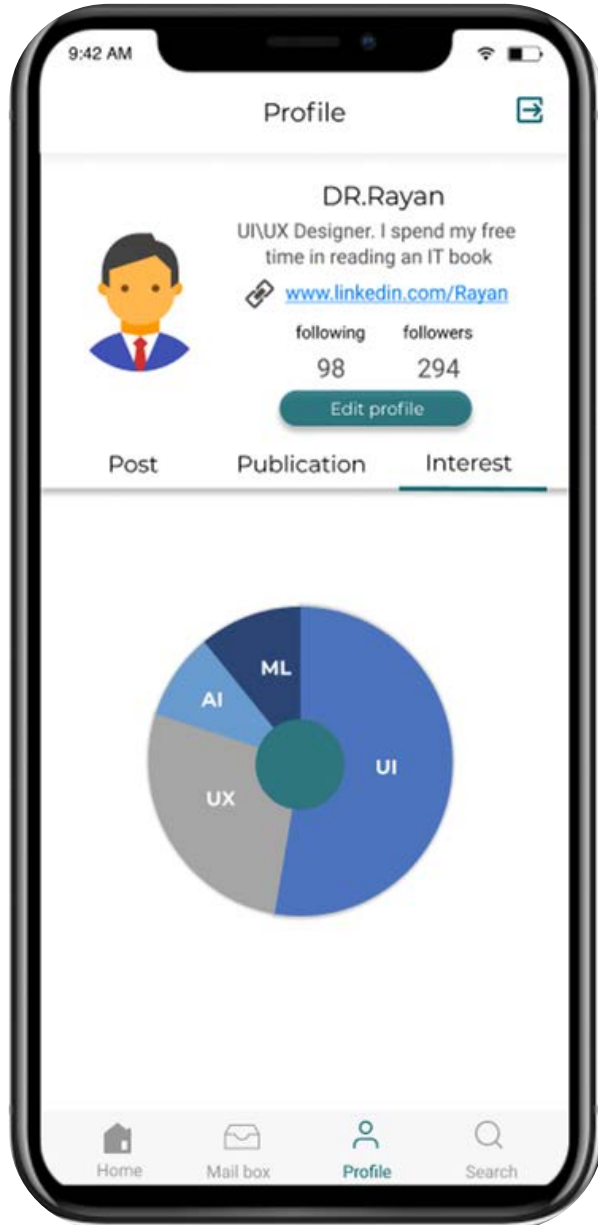 9:42 AM
Profile
DR.Rayan
UI\UX Designer. I spend my free
time in reading an IT book
www.linkedin.com/Rayan
following followers
98 294
Edit profile
Post Publication Interest
ML
AI
UI
UX
Home Mail box Profile Search